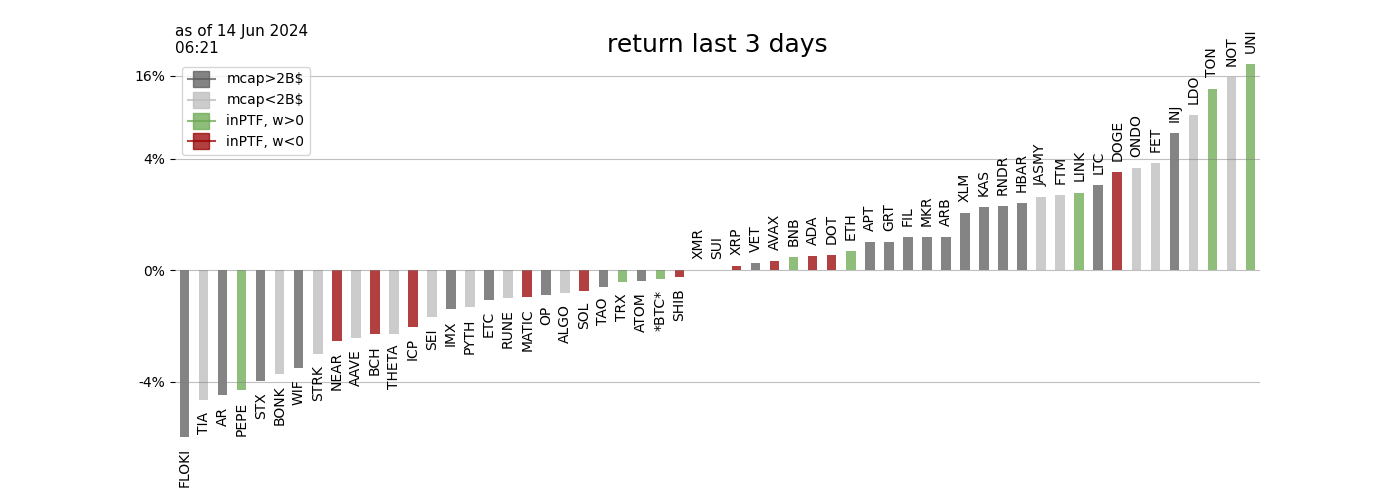 as of 14 Jun 2024
06:21
return last 3 days
mcap>2B$
mcap<2B$
inPTF, w>0
inPTF, w<0
16%
4%
0%
-4%
FLOKI
TIA
AR
PEPE
STX
BONK
WIF
STRK
NEAR
AAVE
BCH
THETA
ICP
SEI
IMX
PYTH
ETC
RUNE
MATIC
OP
ALGO
SOL
TAO
TRX
ATOM
*BTC*
SHIB
XMR
SUI
XRP
VET
AVAX
BNB
ADA
DOT
ETH
APT
GRT
FIL
MKR
ARB
XLM
KAS
RNDR
HBAR
JASMY
FTM
LINK
LTC
DOGE
ONDO
FET
INJ
LDO
TON
NOT
UNI